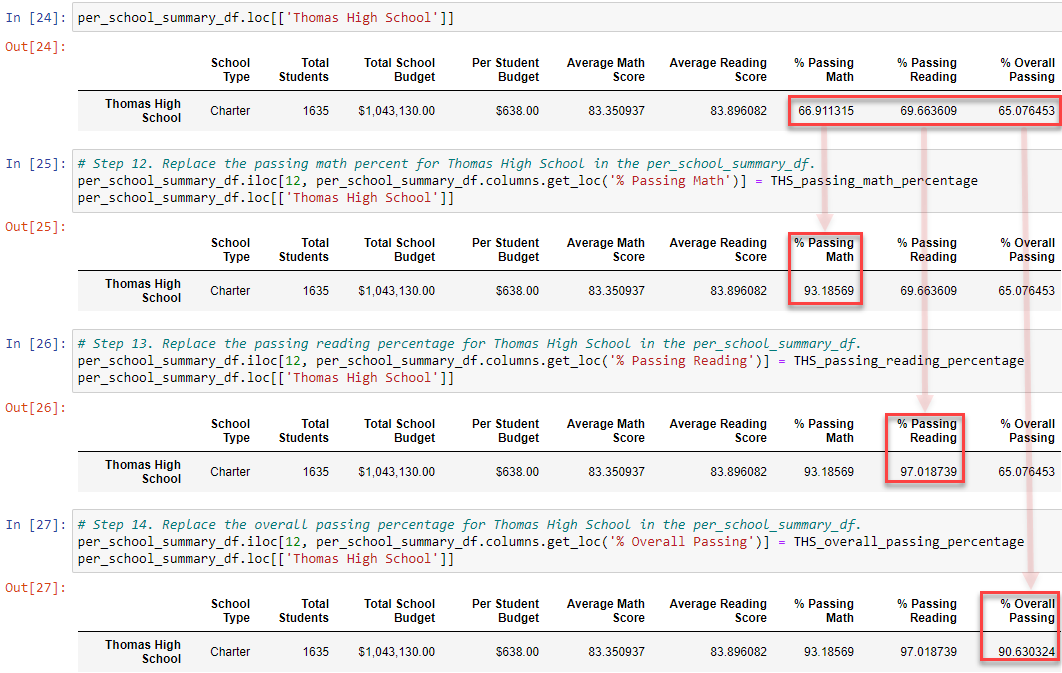 In [24]: per_school_summary_df.loc[['Thomas High School']]
Out[24]:
School Type Total Students Total School Budget Per Student Budget Average Math Score Average Reading Score % Passing Math % Passing Reading % Overall Passing
Thomas High School Charter 1635 $1,043,130.00 $638.00 83.350937 83.896082 66.911315 69.663609 65.076453
In [25]: # Step 12. Replace the passing math percent for Thomas High School in the per_school_summary_df.
per_school_summary_df.iloc[12, per_school_summary_df.columns.get_loc('% Passing Math')] = THS_passing_math_percentage
per_school_summary_df.loc[['Thomas High School']]
Out[25]:
School Type Total Students Total School Budget Per Student Budget Average Math Score Average Reading Score % Passing Math % Passing Reading % Overall Passing
Thomas High School Charter 1635 $1,043,130.00 $638.00 83.350937 83.896082 93.18569 69.663609 65.076453
In [26]: # Step 13. Replace the passing reading percentage for Thomas High School in the per_school_summary_df.
per_school_summary_df.iloc[12, per_school_summary_df.columns.get_loc('% Passing Reading')] = THS_passing_reading_percentage
per_school_summary_df.loc[['Thomas High School']]
Out[26]:
School Type Total Students Total School Budget Per Student Budget Average Math Score Average Reading Score % Passing Math % Passing Reading % Overall Passing
Thomas High School Charter 1635 $1,043,130.00 $638.00 83.350937 83.896082 93.18569 97.018739 65.076453
In [27]: # Step 14. Replace the overall passing percentage for Thomas High School in the per_school_summary_df.
per_school_summary_df.iloc[12, per_school_summary_df.columns.get_loc('% Overall Passing')] = THS_overall_passing_percentage
per_school_summary_df.loc[['Thomas High School']]
Out[27]:
School Type Total Students Total School Budget Per Student Budget Average Math Score Average Reading Score % Passing Math % Passing Reading % Overall Passing
Thomas High School Charter 1635 $1,043,130.00 $638.00 83.350937 83.896082 93.18569 97.018739 90.630324